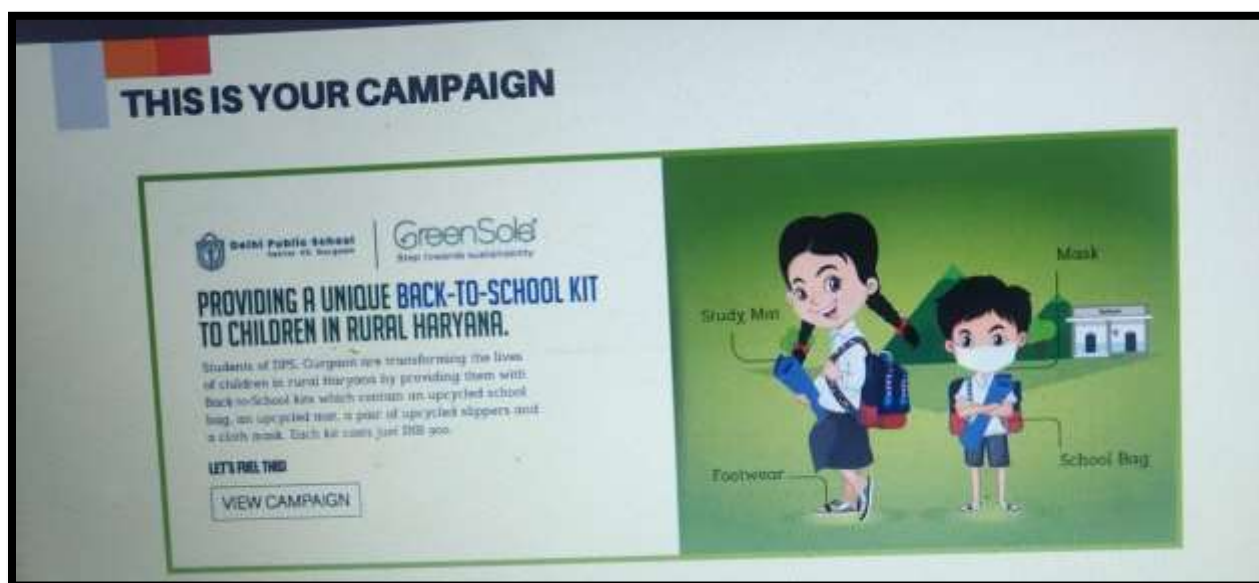 THIS IS YOUR CAMPAIGN
Delhi Public School
Sector 45, Gurgaon
GreenSole
Step towards sustainability
PROVIDING A UNIQUE BACK-TO-SCHOOL KIT
TO CHILDREN IN RURAL HARYANA.
Students of DPS, Gurgaon are transforming the lives
of children in rural Haryana by providing them with
Back-to-School kits which contain an upcycled school
bag, an upcycled mat, a pair of upcycled slippers and
a cloth mask. Each kit costs just INR 900.
LET'S FUEL THIS!
VIEW CAMPAIGN
Study Mat
Mask
Footwear
School Bag